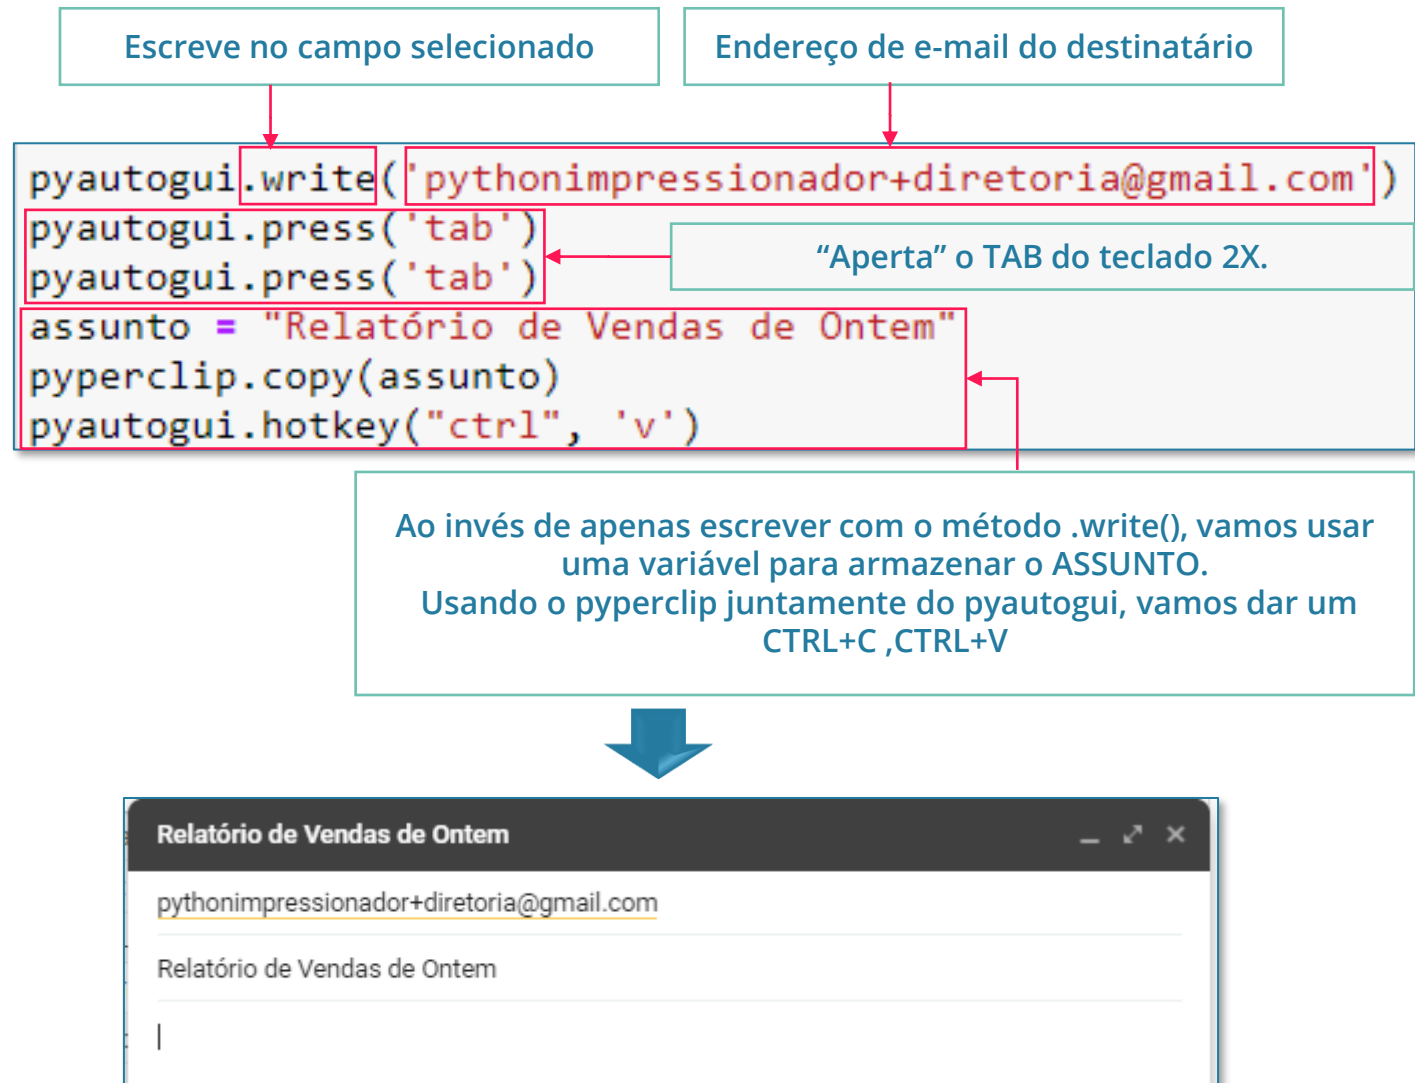 Escreve no campo selecionado
Endereço de e-mail do destinatário
pyautogui.write('pythonimpressionador+diretoria@gmail.com')
pyautogui.press('tab')
pyautogui.press('tab')
“Aperta” o TAB do teclado 2X.
assunto = "Relatório de Vendas de Ontem"
pyperclip.copy(assunto)
pyautogui.hotkey("ctrl", 'v')
Ao invés de apenas escrever com o método .write(), vamos usar
uma variável para armazenar o ASSUNTO.
Usando o pyperclip juntamente do pyautogui, vamos dar um
CTRL+C ,CTRL+V
Relatório de Vendas de Ontem
pythonimpressionador+diretoria@gmail.com
Relatório de Vendas de Ontem